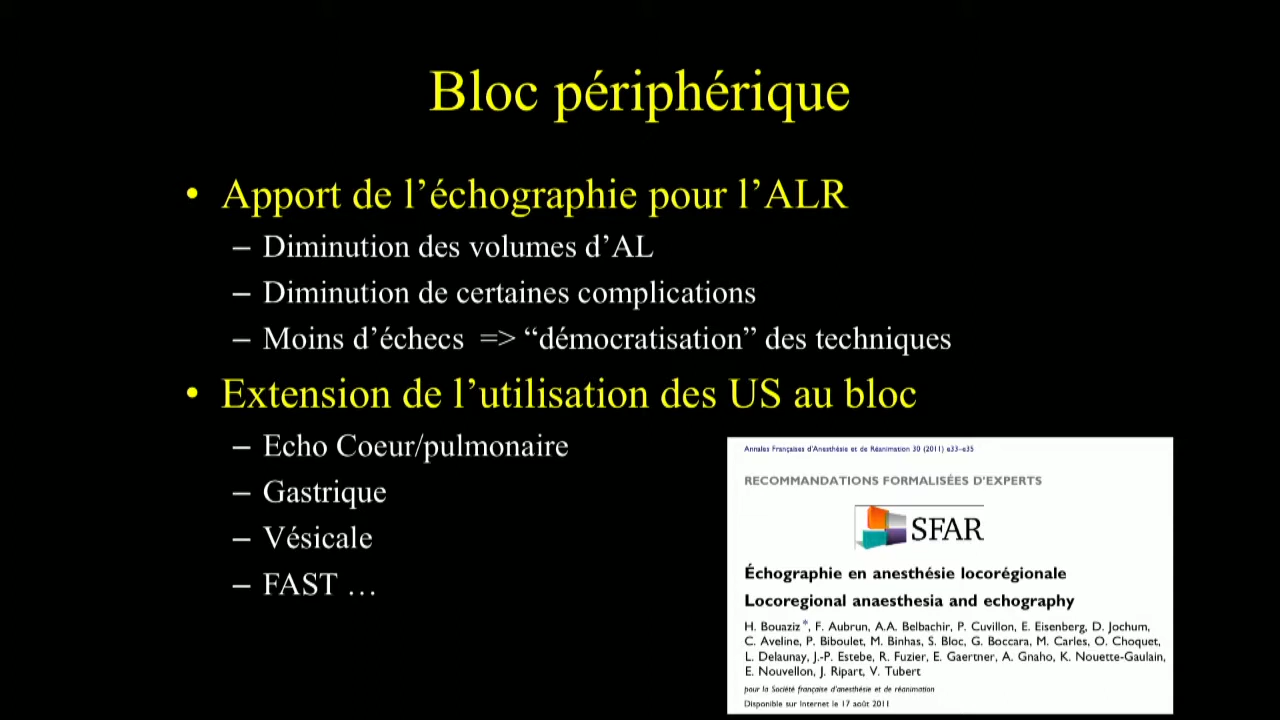 Bloc périphérique
• Apport de l’échographie pour l’ALR
– Diminution des volumes d’AL
– Diminution de certaines complications
– Moins d’échecs => “démocratisation” des techniques
• Extension de l’utilisation des US au bloc
– Echo Coeur/pulmonaire
– Gastrique
– Vésicale
– FAST …
Annales Françaises d'Anesthésie et de Réanimation 30 (2011) e33–e35
RECOMMANDATIONS FORMALISÉES D'EXPERTS
SFAR
Échographie en anesthésie locorégionale
Locoregional anaesthesia and echography
H. Bouaziz *, F. Aubrun, A.A. Belbachir, P. Cuvillon, E. Eisenberg, D. Jochum,
C. Aveline, P. Biboulet, M. Binhas, S. Bloc, G. Boccara, M. Carles, O. Choquet,
L. Delaunay, J.-P. Estebe, R. Fuzier, E. Gaertner, A. Gnaho, K. Nouette-Gaulain,
E. Nouvellon, J. Ripart, V. Tubert
pour la Société française d'anesthésie et de réanimation
Disponible sur Internet le 17 août 2011